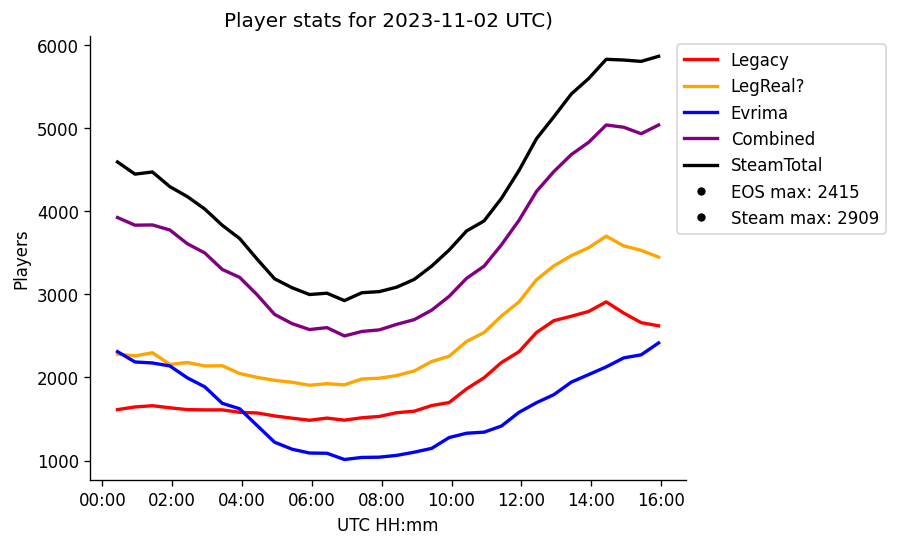 Player stats for 2023-11-02 UTC)
6000
5000
4000
3000
2000
1000
Players
00:00 02:00 04:00 06:00 08:00 10:00 12:00 14:00 16:00
UTC HH:mm
Legacy
LegReal?
Evrima
Combined
SteamTotal
EOS max: 2415
Steam max: 2909